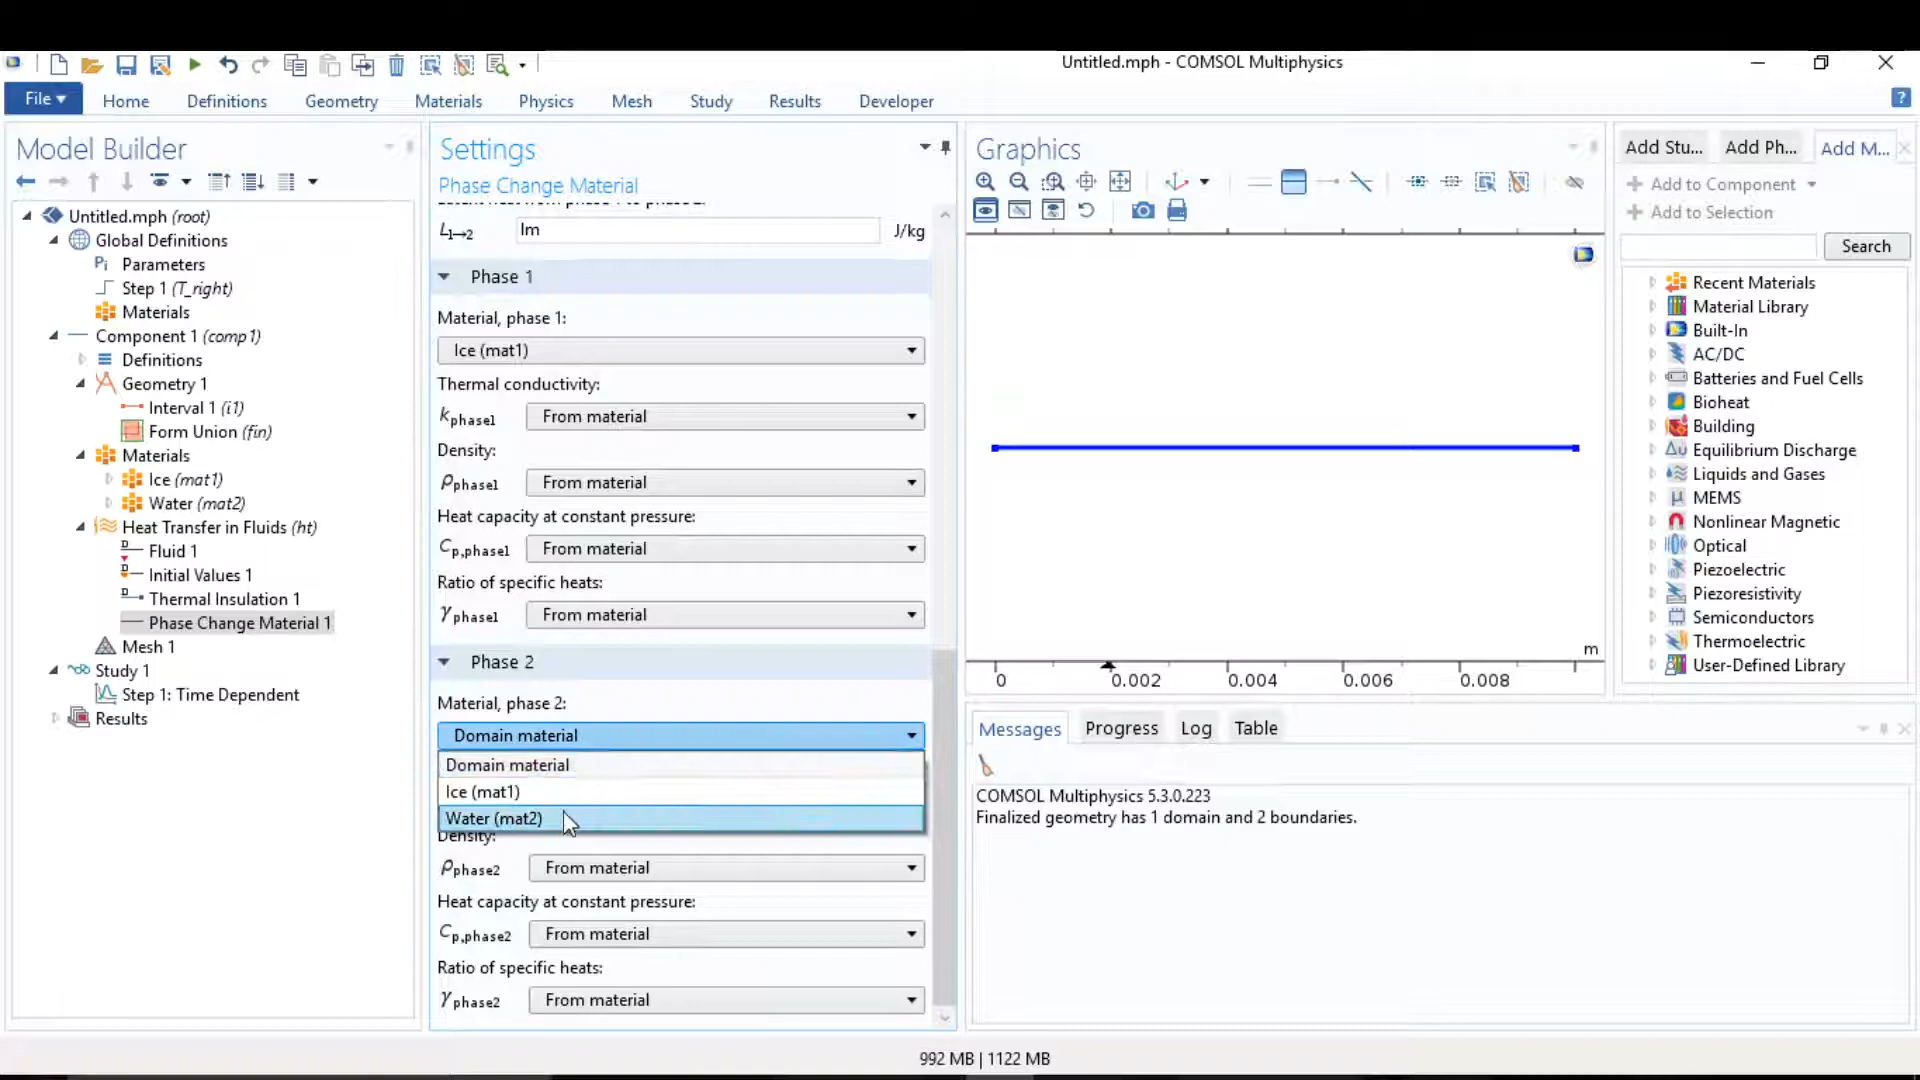 Untitled.mph - COMSOL Multiphysics
File
Home
Definitions
Geometry
Materials
Physics
Mesh
Study
Results
Developer
?
Model Builder
Untitled.mph (root)
Global Definitions
Pi Parameters
Step 1 (T_right)
Materials
Component 1 (comp1)
Definitions
Geometry 1
Interval 1 (i1)
Form Union (fin)
Materials
Ice (mat1)
Water (mat2)
Heat Transfer in Fluids (ht)
Fluid 1
Initial Values 1
Thermal Insulation 1
Phase Change Material 1
Mesh 1
Study 1
Step 1: Time Dependent
Results
Settings
Phase Change Material
Latent heat from phase 1 to phase 2:
L1→2 lm J/kg
Phase 1
Material, phase 1:
Ice (mat1)
Thermal conductivity:
kphase1 From material
Density:
ρphase1 From material
Heat capacity at constant pressure:
Cp,phase1 From material
Ratio of specific heats:
γphase1 From material
Phase 2
Material, phase 2:
Domain material
Domain material
Ice (mat1)
Water (mat2)
Density:
ρphase2 From material
Heat capacity at constant pressure:
Cp,phase2 From material
Ratio of specific heats:
γphase2 From material
Graphics
m
0 0.002 0.004 0.006 0.008
Messages
Progress
Log
Table
COMSOL Multiphysics 5.3.0.223
Finalized geometry has 1 domain and 2 boundaries.
Add Stu...
Add Ph...
Add M...
Add to Component
Add to Selection
Search
Recent Materials
Material Library
Built-In
AC/DC
Batteries and Fuel Cells
Bioheat
Building
Equilibrium Discharge
Liquids and Gases
MEMS
Nonlinear Magnetic
Optical
Piezoelectric
Piezoresistivity
Semiconductors
Thermoelectric
User-Defined Library
992 MB | 1122 MB